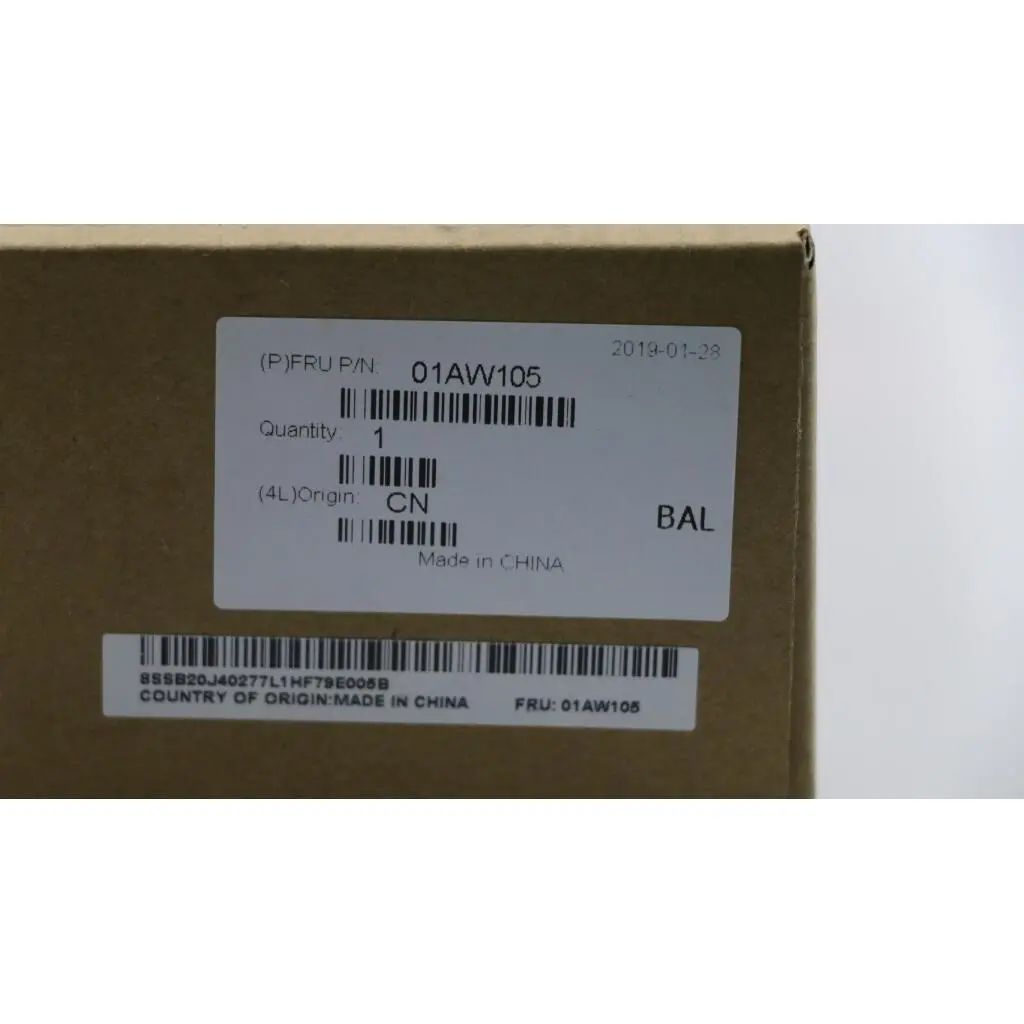 2019-01-28
(P)FRU P/N: 01AW105
Quantity: 1
(4L)Origin: CN
BAL
Made in CHINA
8SSB20J40277L1HF79E005B
COUNTRY OF ORIGIN:MADE IN CHINA FRU: 01AW105